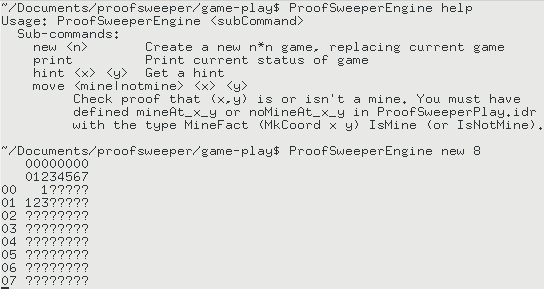 ~/Documents/proofsweeper/game-play$ ProofSweeperEngine help
Usage: ProofSweeperEngine <subCommand>
  Sub-commands:
    new <n>        Create a new n*n game, replacing current game
    print          Print current status of game
    hint <x> <y>   Get a hint
    move <mine|notmine> <x> <y>
         Check proof that (x,y) is or isn't a mine. You must have
         defined mineAt_x_y or noMineAt_x_y in ProofSweeperPlay.idr
         with the type MineFact (MkCoord x y) IsMine (or IsNotMine).
~/Documents/proofsweeper/game-play$ ProofSweeperEngine new 8
   00000000
   01234567
00   1?????
01 123?????
02 ????????
03 ????????
04 ????????
05 ????????
06 ????????
07 ????????